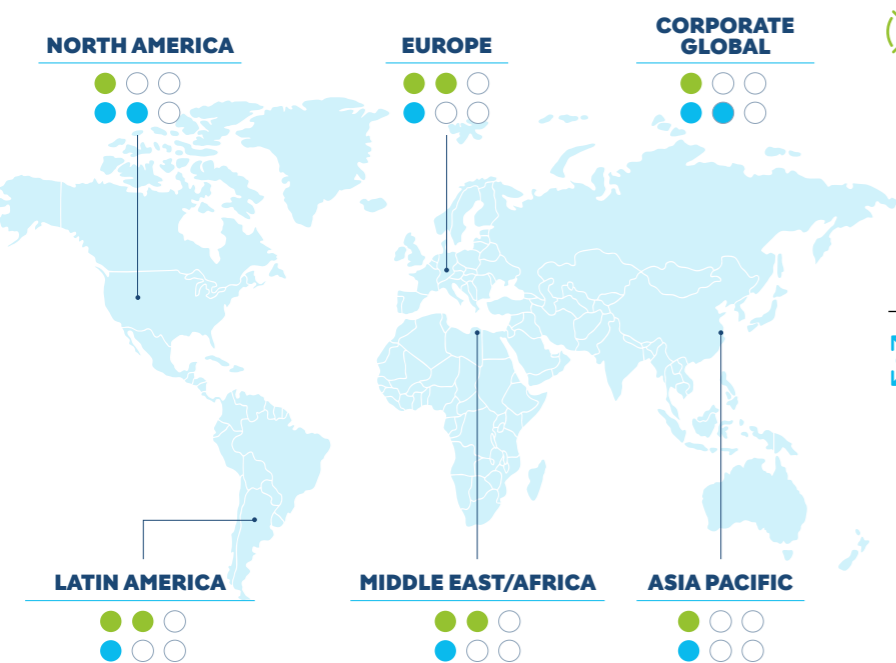 NORTH AMERICA
EUROPE
CORPORATE
GLOBAL
LATIN AMERICA
MIDDLE EAST/AFRICA
ASIA PACIFIC